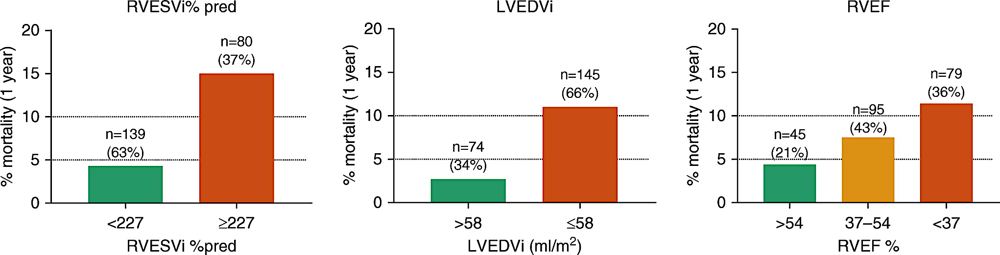 RVESVi% pred
% mortality (1 year)
20
15
10
5
0
n=139
(63%)
n=80
(37%)
<227
≥227
RVESVi %pred
LVEDVi
% mortality (1 year)
20
15
10
5
0
n=74
(34%)
n=145
(66%)
>58
≤58
LVEDVi (ml/m²)
RVEF
% mortality (1 year)
20
15
10
5
0
n=45
(21%)
n=95
(43%)
n=79
(36%)
>54
37–54
<37
RVEF %